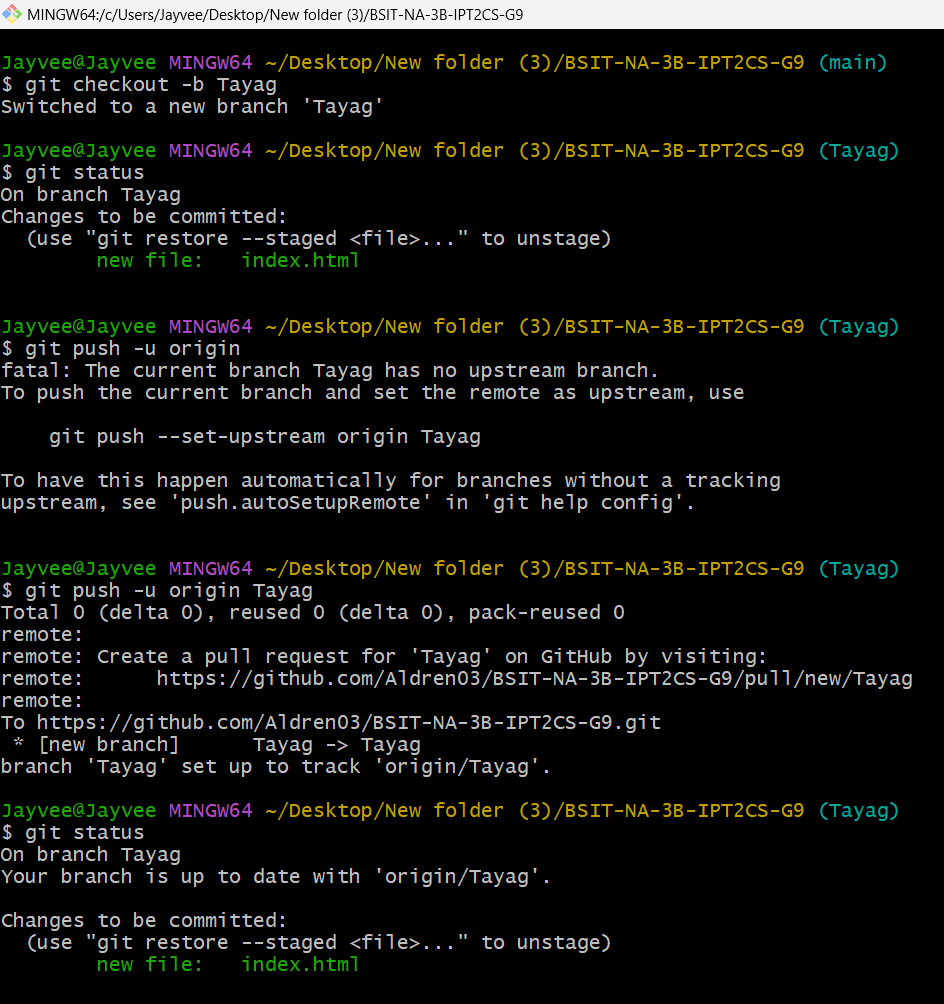 MINGW64:/c/Users/Jayvee/Desktop/New folder (3)/BSIT-NA-3B-IPT2CS-G9
Jayvee@Jayvee MINGW64 ~/Desktop/New folder (3)/BSIT-NA-3B-IPT2CS-G9 (main)
$ git checkout -b Tayag
Switched to a new branch 'Tayag'
Jayvee@Jayvee MINGW64 ~/Desktop/New folder (3)/BSIT-NA-3B-IPT2CS-G9 (Tayag)
$ git status
On branch Tayag
Changes to be committed:
  (use "git restore --staged <file>..." to unstage)
        new file:   index.html
Jayvee@Jayvee MINGW64 ~/Desktop/New folder (3)/BSIT-NA-3B-IPT2CS-G9 (Tayag)
$ git push -u origin
fatal: The current branch Tayag has no upstream branch.
To push the current branch and set the remote as upstream, use
    git push --set-upstream origin Tayag
To have this happen automatically for branches without a tracking
upstream, see 'push.autoSetupRemote' in 'git help config'.
Jayvee@Jayvee MINGW64 ~/Desktop/New folder (3)/BSIT-NA-3B-IPT2CS-G9 (Tayag)
$ git push -u origin Tayag
Total 0 (delta 0), reused 0 (delta 0), pack-reused 0
remote:
remote: Create a pull request for 'Tayag' on GitHub by visiting:
remote:      https://github.com/Aldren03/BSIT-NA-3B-IPT2CS-G9/pull/new/Tayag
remote:
To https://github.com/Aldren03/BSIT-NA-3B-IPT2CS-G9.git
 * [new branch]      Tayag -> Tayag
branch 'Tayag' set up to track 'origin/Tayag'.
Jayvee@Jayvee MINGW64 ~/Desktop/New folder (3)/BSIT-NA-3B-IPT2CS-G9 (Tayag)
$ git status
On branch Tayag
Your branch is up to date with 'origin/Tayag'.
Changes to be committed:
  (use "git restore --staged <file>..." to unstage)
        new file:   index.html